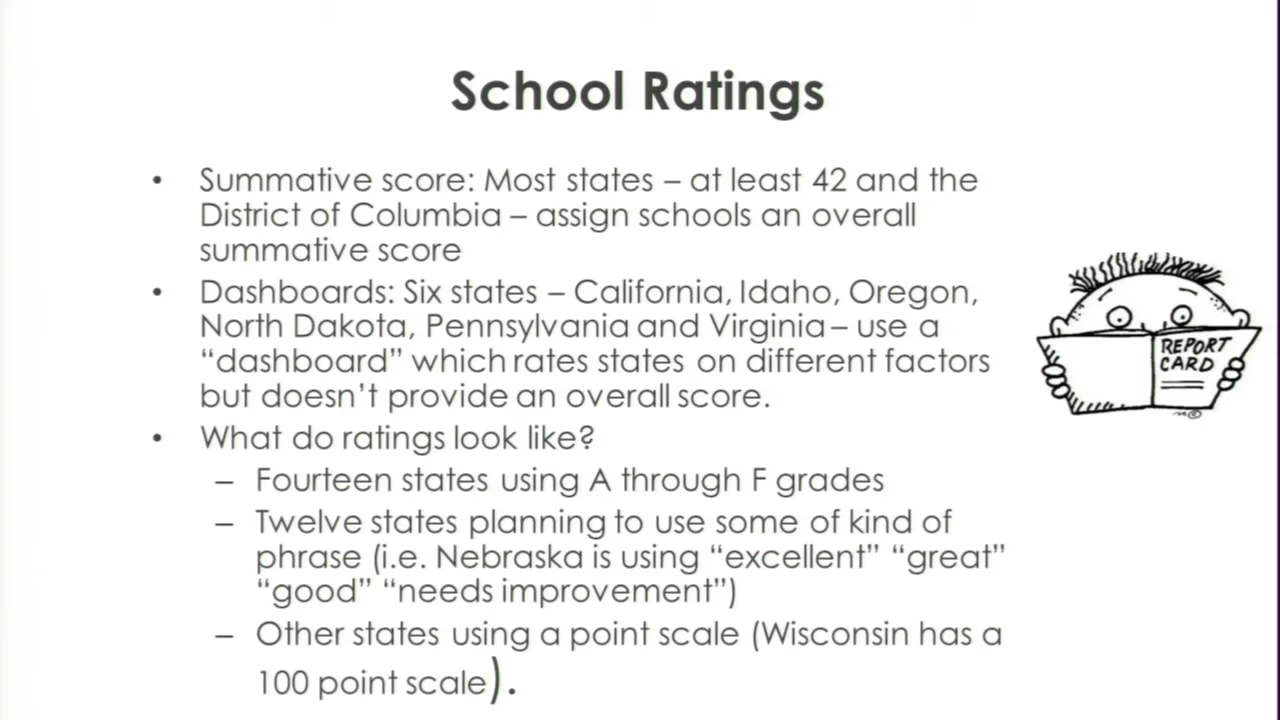 School Ratings
• Summative score: Most states – at least 42 and the
District of Columbia – assign schools an overall
summative score
• Dashboards: Six states – California, Idaho, Oregon,
North Dakota, Pennsylvania and Virginia – use a
“dashboard” which rates states on different factors
but doesn’t provide an overall score.
• What do ratings look like?
– Fourteen states using A through F grades
– Twelve states planning to use some of kind of
phrase (i.e. Nebraska is using “excellent” “great”
“good” “needs improvement”)
– Other states using a point scale (Wisconsin has a
100 point scale).
REPORT
CARD